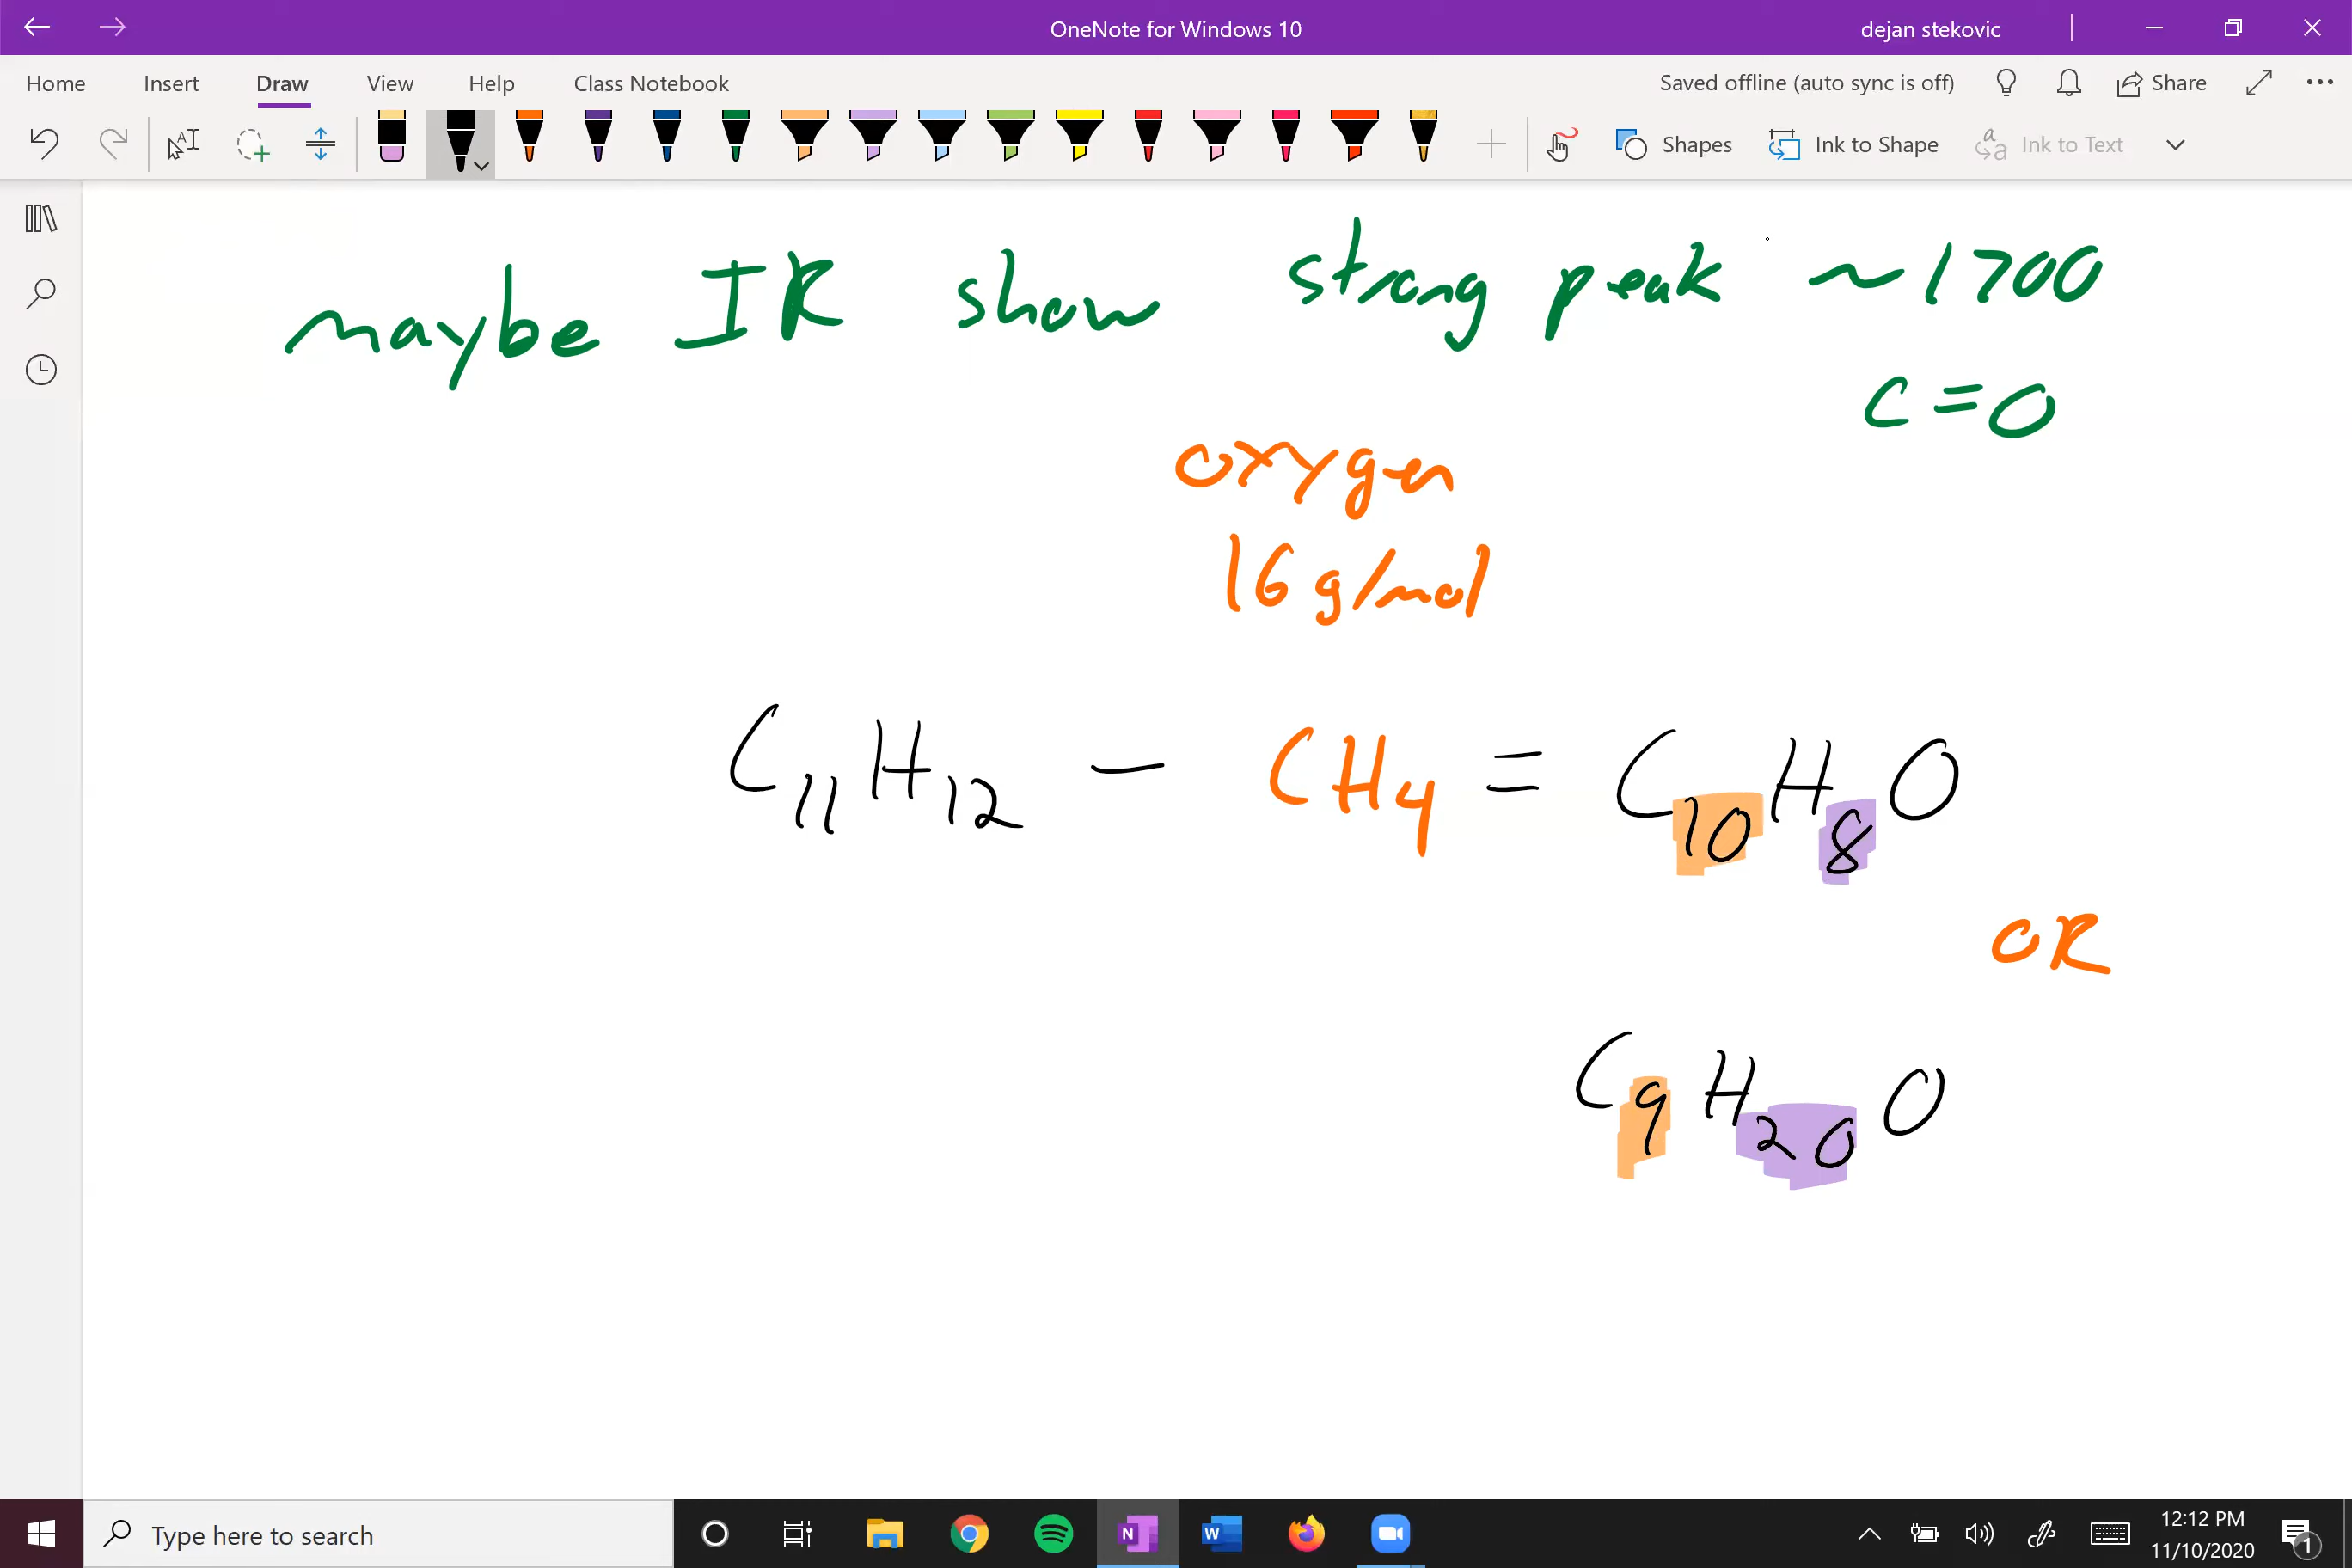 OneNote for Windows 10
dejan stekovic
Home Insert Draw View Help Class Notebook
Saved offline (auto sync is off) Share
Shapes Ink to Shape Ink to Text
maybe IR show strong peak ~1700
C=O
oxygen
16 g/mol
C₁₁H₁₂ — CH₄ = C₁₀H₈O
OR
C₉H₂₀O
Type here to search
12:12 PM
11/10/2020
1